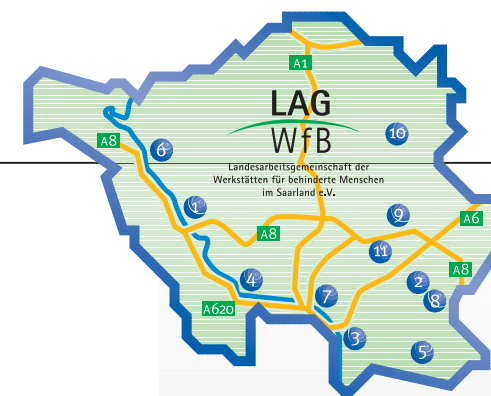 A1
LAG
WfB
10
A8
6
Landesarbeitsgemeinschaft der
Werkstätten für behinderte Menschen
im Saarland e.V.
1
9
A6
A8
11
A8
4
2
7
8
A620
3
5